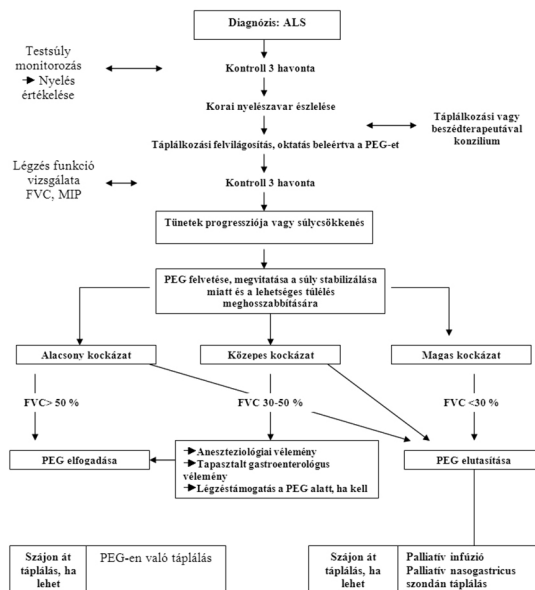 Diagnózis: ALS
Testsúly
monitorozás
➔ Nyelés
értékelése
Kontroll 3 havonta
Korai nyelészavar észlelése
Táplálkozási vagy
beszédterapeutával
konzilium
Táplálkozási felvilágosítás, oktatás beleértva a PEG-et
Légzés funkció
vizsgálata
FVC, MIP
Kontroll 3 havonta
Tünetek progressziója vagy súlycsökkenés
PEG felvetése, megvitatása a súly stabilizálása
miatt és a lehetséges túlélés
meghosszabbítására
Alacsony kockázat
Közepes kockázat
Magas kockázat
FVC> 50 %
FVC 30-50 %
FVC <30 %
PEG elfogadása
➔Aneszteziológiai vélemény
➔Tapasztalt gastroenterológus
vélemény
➔Légzéstámogatás a PEG alatt, ha kell
PEG elutasítása
Szájon át
táplálás, ha
lehet
PEG-en való táplálás
Szájon át
táplálás, ha
lehet
Palliatív infúzió
Palliatív nasogastricus
szondán táplálás